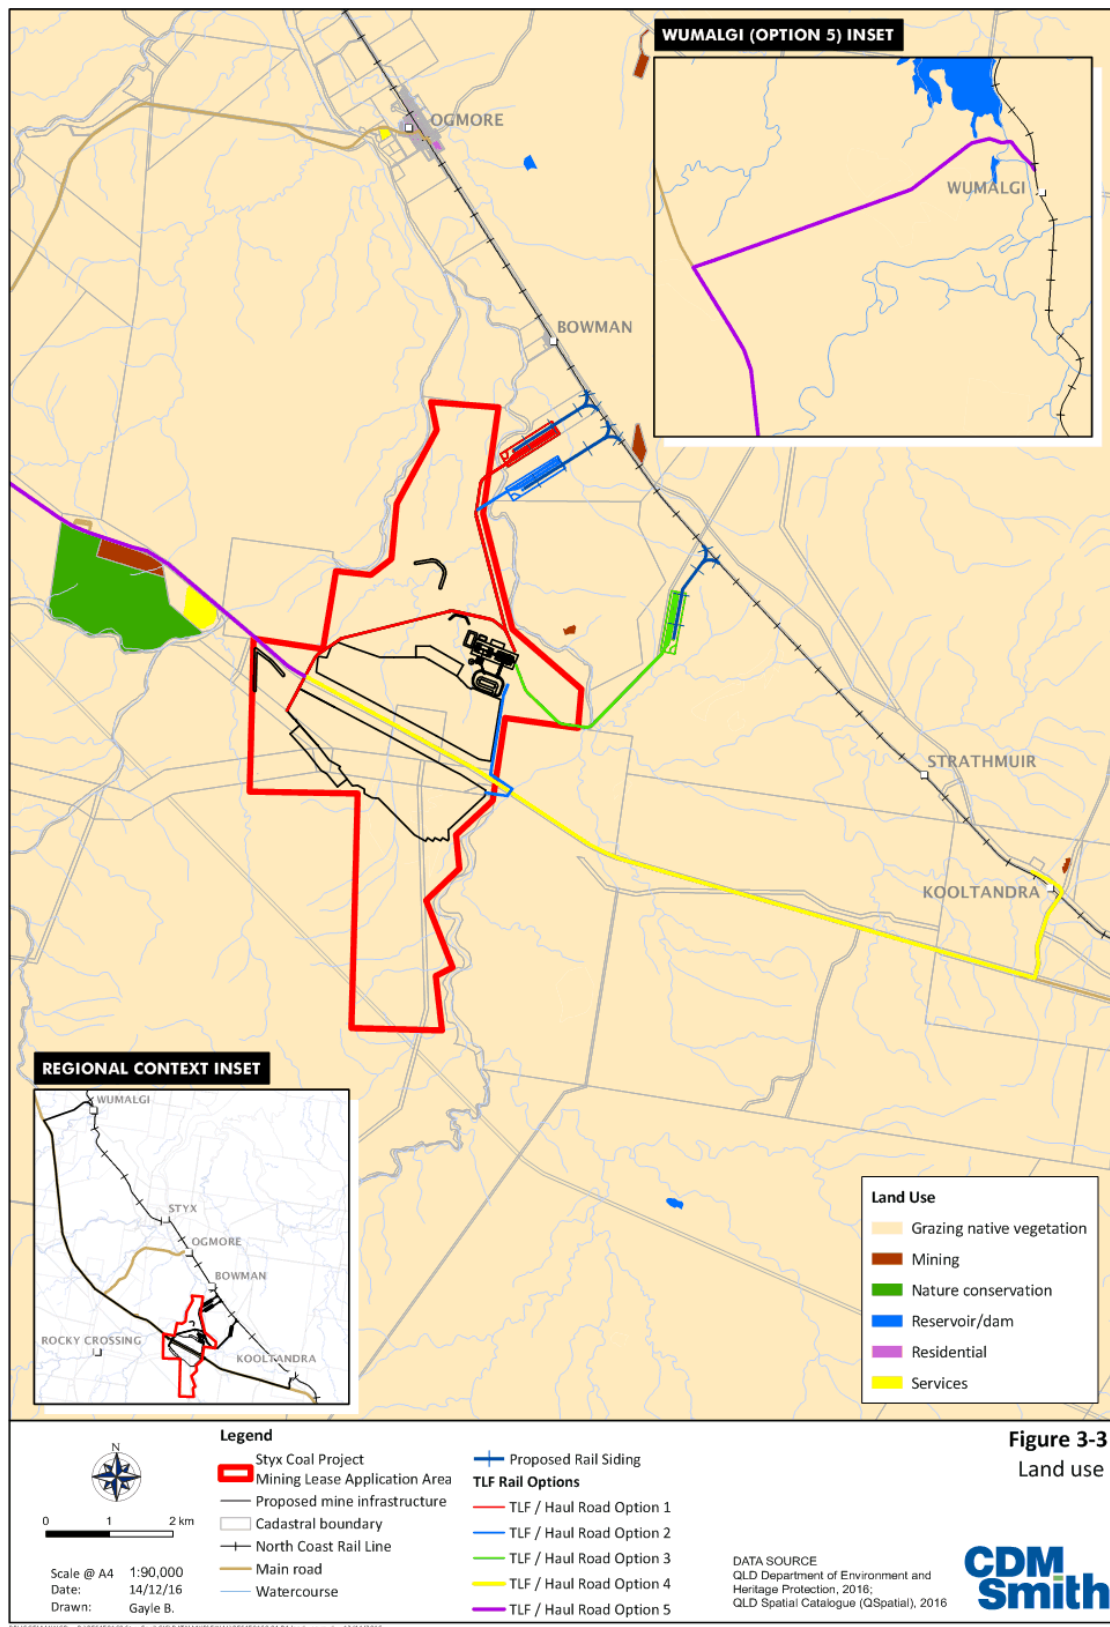 WUMALGI (OPTION 5) INSET
OGMORE
WUMALGI
BOWMAN
STRATHMUIR
KOOLTANDRA
REGIONAL CONTEXT INSET
WUMALGI
STYX
OGMORE
BOWMAN
ROCKY CROSSING
KOOLTANDRA
Land Use
Grazing native vegetation
Mining
Nature conservation
Reservoir/dam
Residential
Services
N
0 1 2 km
Scale @ A4 1:90,000
Date: 14/12/16
Drawn: Gayle B.
Legend
Styx Coal Project
Mining Lease Application Area
Proposed mine infrastructure
Cadastral boundary
North Coast Rail Line
Main road
Watercourse
Proposed Rail Siding
TLF Rail Options
TLF / Haul Road Option 1
TLF / Haul Road Option 2
TLF / Haul Road Option 3
TLF / Haul Road Option 4
TLF / Haul Road Option 5
DATA SOURCE
QLD Department of Environment and
Heritage Protection, 2016;
QLD Spatial Catalogue (QSpatial), 2016
Figure 3-3
Land use
CDM
Smith